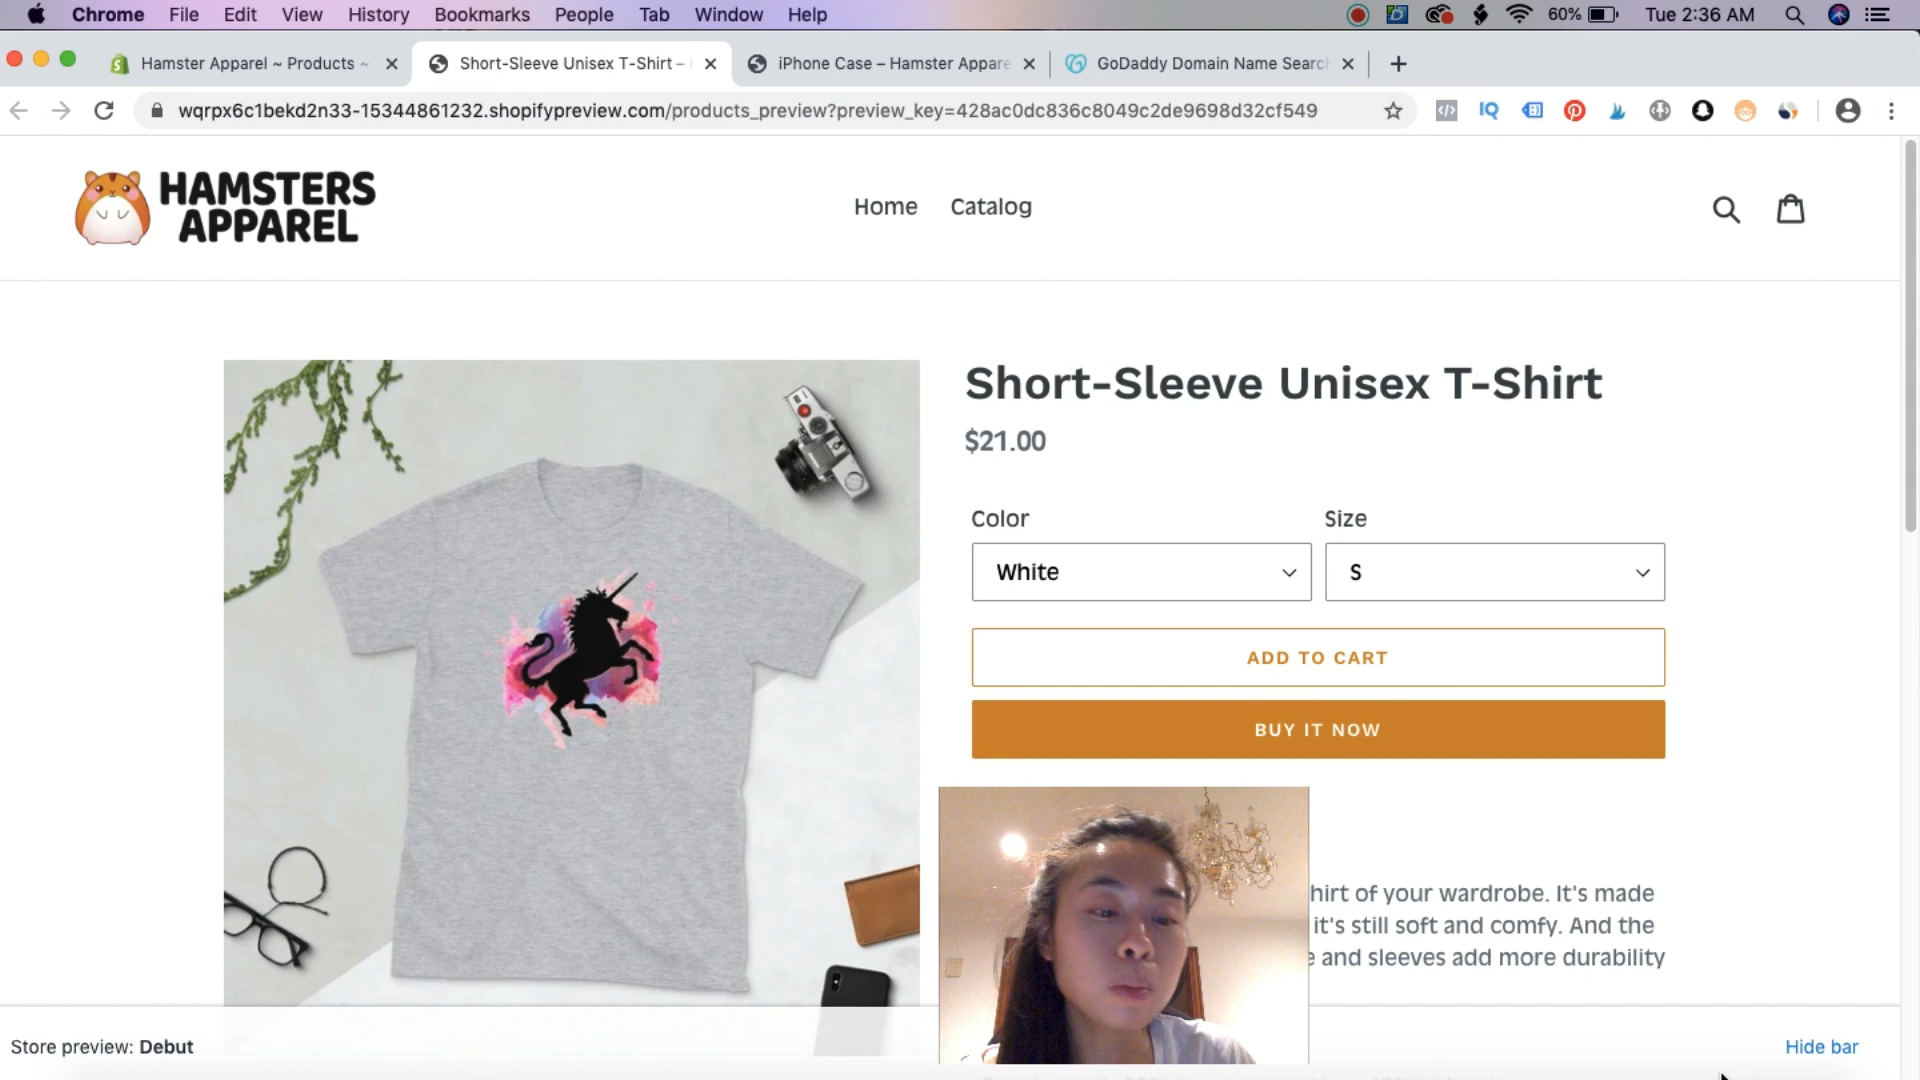 Chrome File Edit View History Bookmarks People Tab Window Help 60% Tue 2:36 AM
Hamster Apparel ~ Products ~ Short-Sleeve Unisex T-Shirt – iPhone Case – Hamster Appare GoDaddy Domain Name Search
wqrpx6c1bekd2n33-15344861232.shopifypreview.com/products_preview?preview_key=428ac0dc836c8049c2de9698d32cf549
HAMSTERS
APPAREL
Home Catalog
Short-Sleeve Unisex T-Shirt
$21.00
Color Size
White S
ADD TO CART
BUY IT NOW
hirt of your wardrobe. It's made
it's still soft and comfy. And the
e and sleeves add more durability
Store preview: Debut
Hide bar